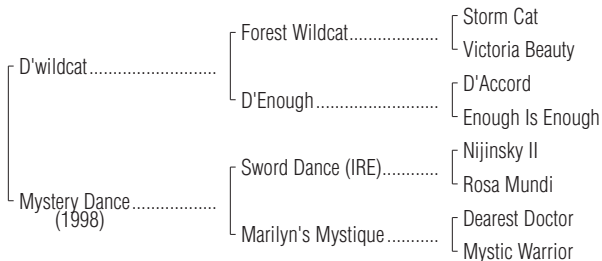 Storm Cat
Forest Wildcat
Victoria Beauty
D'wildcat
D'Accord
D'Enough
Enough Is Enough
Nijinsky II
Sword Dance (IRE)
Rosa Mundi
Mystery Dance
(1998)
Dearest Doctor
Marilyn's Mystique
Mystic Warrior